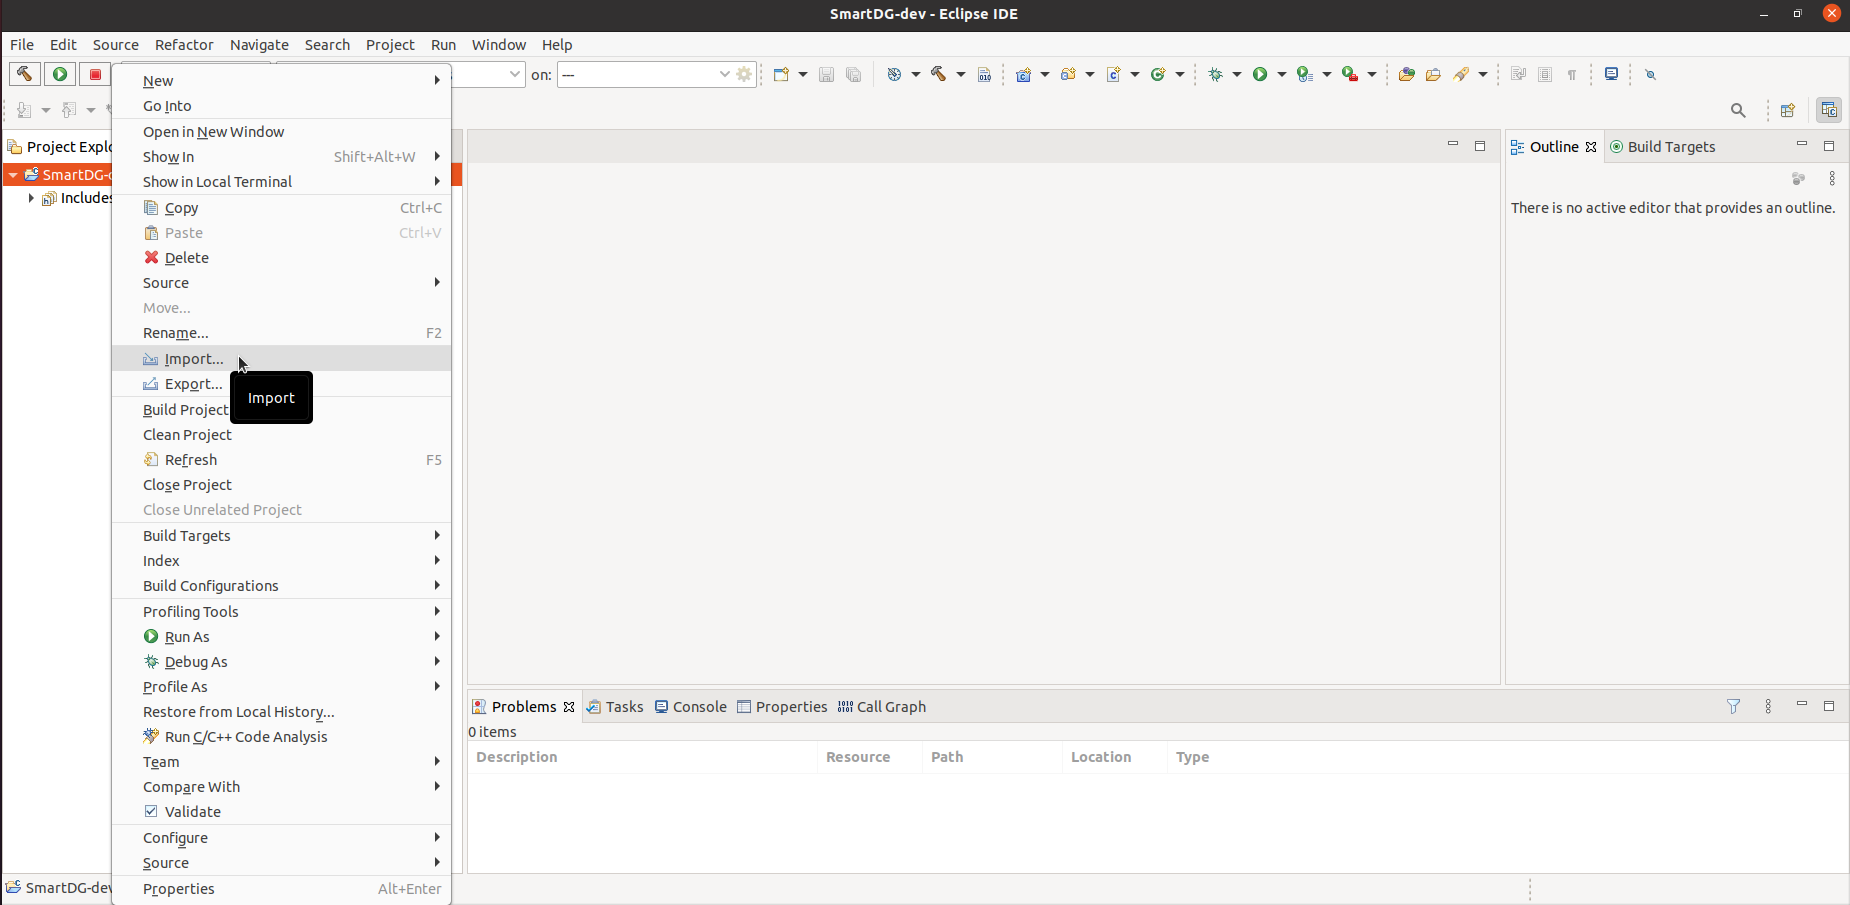 SmartDG-dev - Eclipse IDE
File Edit Source Refactor Navigate Search Project Run Window Help
on: ---
Project Explo
SmartDG-
Includes
New
Go Into
Open in New Window
Show In Shift+Alt+W
Show in Local Terminal
Copy Ctrl+C
Paste Ctrl+V
Delete
Source
Move...
Rename... F2
Import...
Export...
Import
Build Project
Clean Project
Refresh F5
Close Project
Close Unrelated Project
Build Targets
Index
Build Configurations
Profiling Tools
Run As
Debug As
Profile As
Restore from Local History...
Run C/C++ Code Analysis
Team
Compare With
Validate
Configure
Source
Properties Alt+Enter
Outline Build Targets
There is no active editor that provides an outline.
Problems Tasks Console Properties Call Graph
0 items
Description Resource Path Location Type
SmartDG-dev